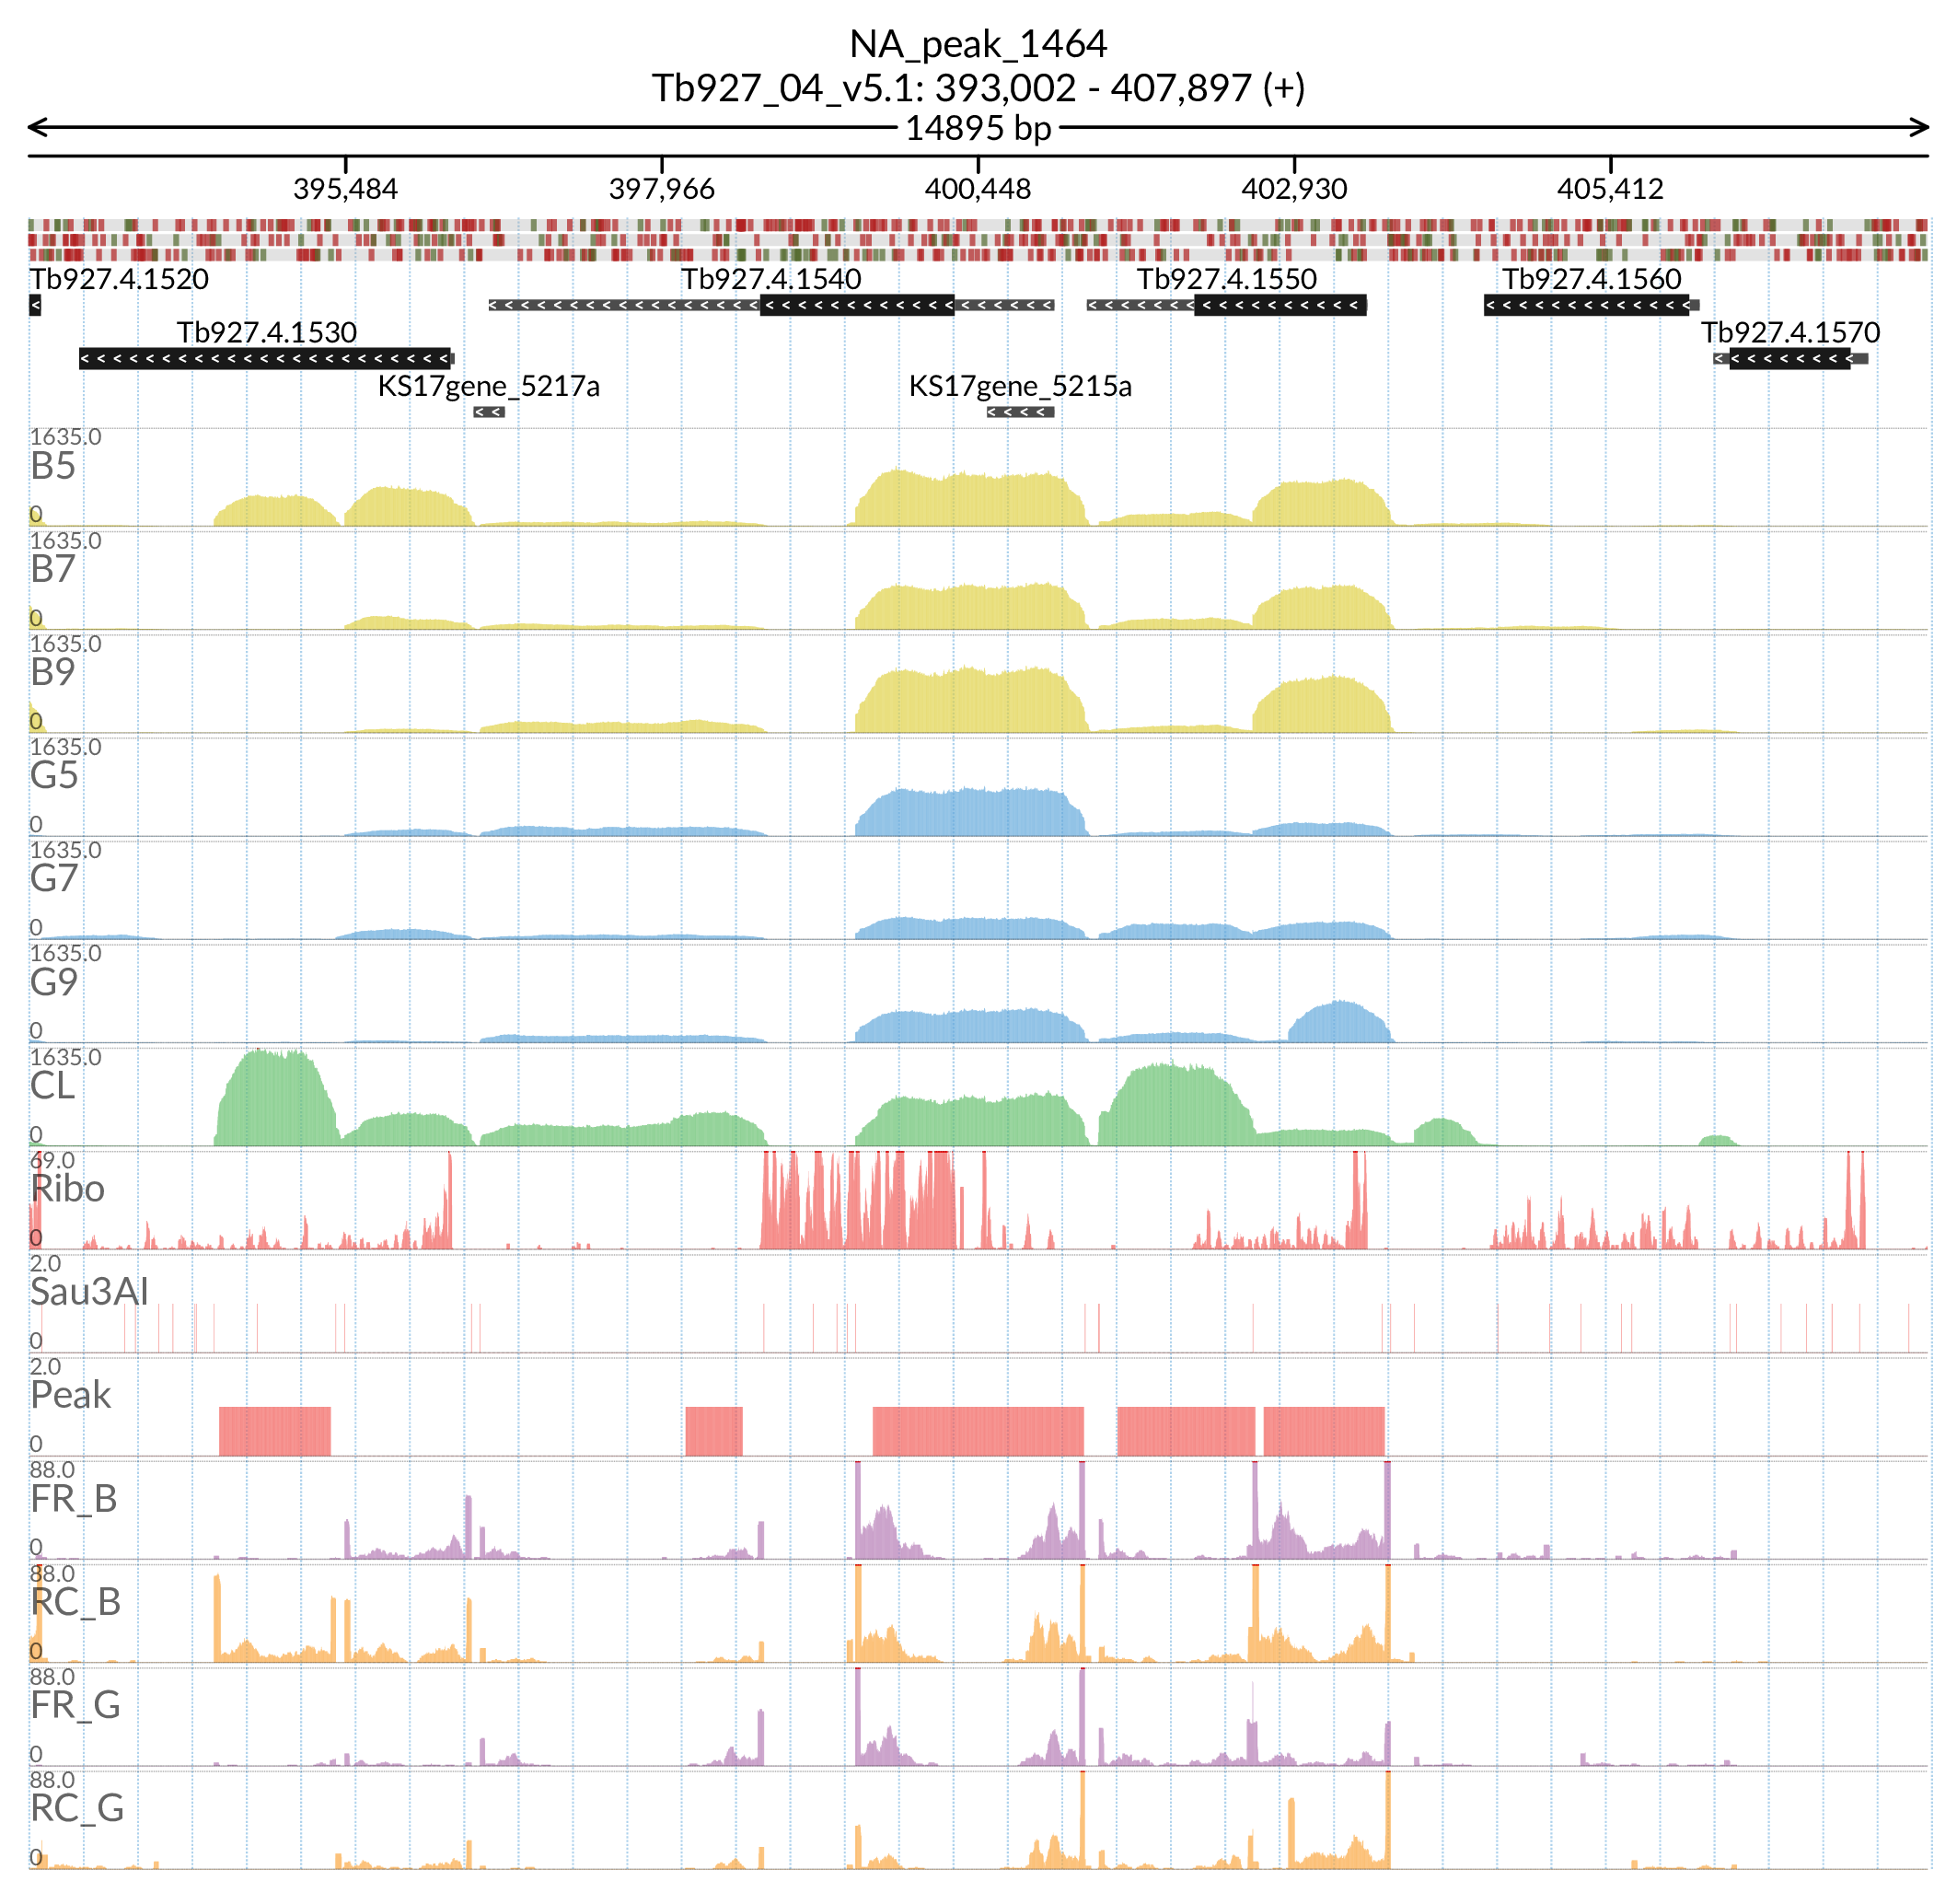 NA_peak_1464
Tb927_04_v5.1: 393,002 - 407,897 (+)
14895 bp
395,484 397,966 400,448 402,930 405,412
Tb927.4.1520 Tb927.4.1540 Tb927.4.1550 Tb927.4.1560
Tb927.4.1530 Tb927.4.1570
KS17gene_5217a KS17gene_5215a
1635.0
B5
0
1635.0
B7
0
1635.0
B9
0
1635.0
G5
0
1635.0
G7
0
1635.0
G9
0
1635.0
CL
0
69.0
Ribo
0
2.0
Sau3AI
0
2.0
Peak
0
88.0
FR_B
0
88.0
RC_B
0
88.0
FR_G
0
88.0
RC_G
0